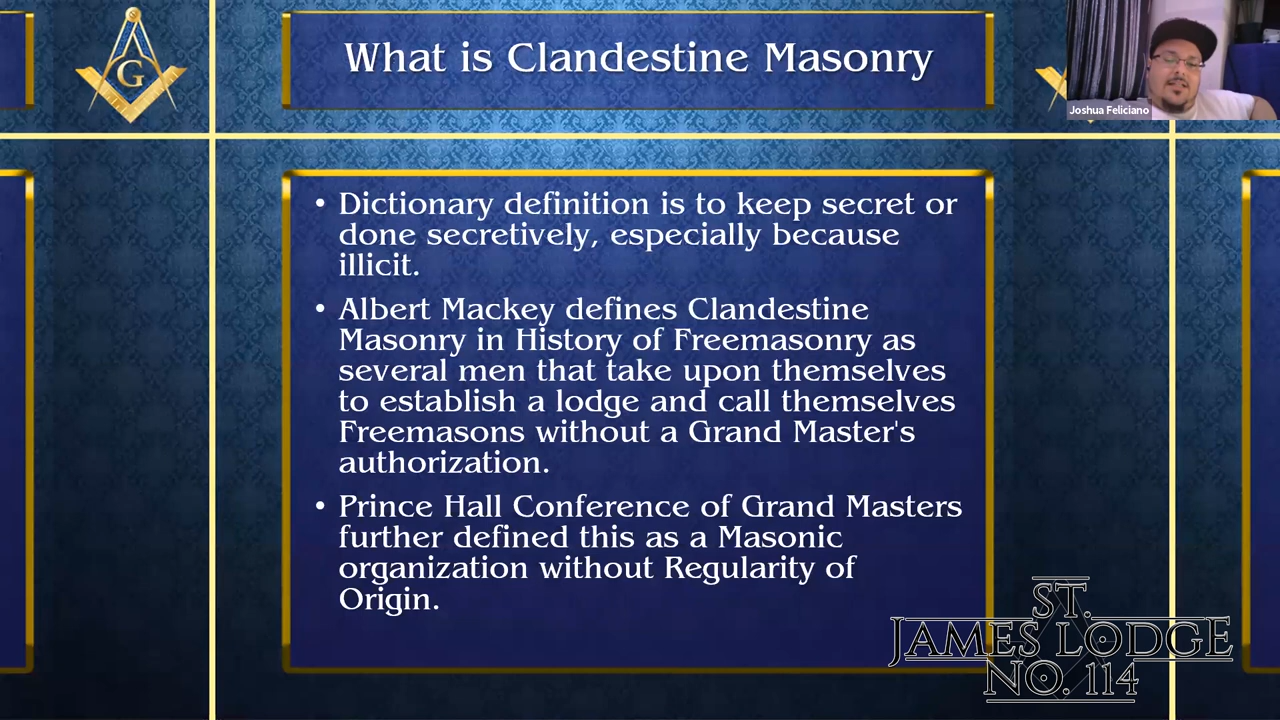 What is Clandestine Masonry
G
Joshua Feliciano
• Dictionary definition is to keep secret or
done secretively, especially because
illicit.
• Albert Mackey defines Clandestine
Masonry in History of Freemasonry as
several men that take upon themselves
to establish a lodge and call themselves
Freemasons without a Grand Master's
authorization.
• Prince Hall Conference of Grand Masters
further defined this as a Masonic
organization without Regularity of
Origin.
ST.
JAMES LODGE
NO. 114